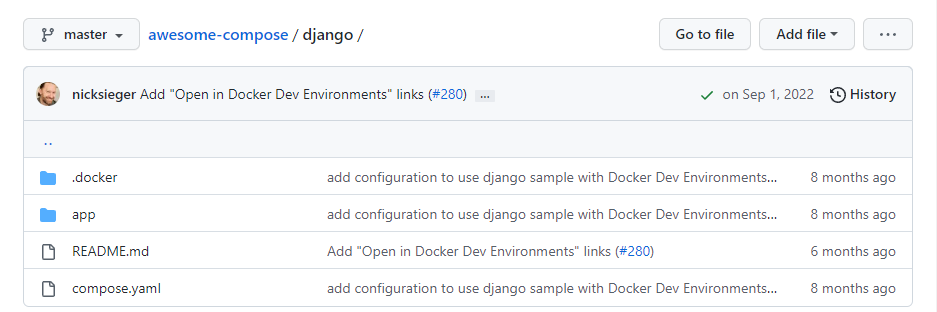 master awesome-compose / django / Go to file Add file ...
nicksieger Add "Open in Docker Dev Environments" links (#280) ... on Sep 1, 2022 History
..
.docker add configuration to use django sample with Docker Dev Environments... 8 months ago
app add configuration to use django sample with Docker Dev Environments... 8 months ago
README.md Add "Open in Docker Dev Environments" links (#280) 6 months ago
compose.yaml add configuration to use django sample with Docker Dev Environments... 8 months ago